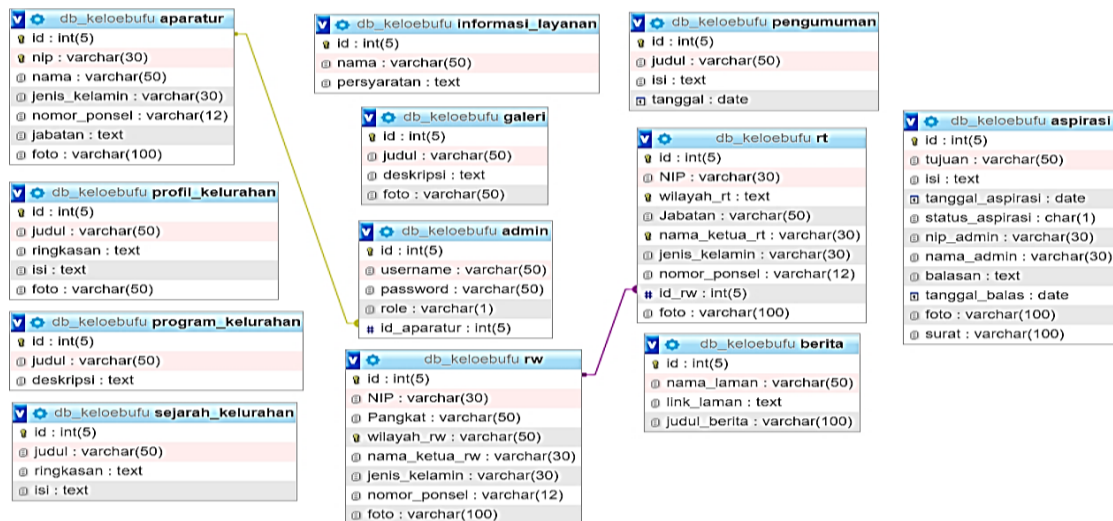 db_keloebufu aparatur
id : int(5)
nip : varchar(30)
nama : varchar(50)
jenis_kelamin : varchar(30)
nomor_ponsel : varchar(12)
jabatan : text
foto : varchar(100)
db_keloebufu profil_kelurahan
id : int(5)
judul : varchar(50)
ringkasan : text
isi : text
foto : varchar(50)
db_keloebufu program_kelurahan
id : int(5)
judul : varchar(50)
deskripsi : text
db_keloebufu sejarah_kelurahan
id : int(5)
judul : varchar(50)
ringkasan : text
isi : text
db_keloebufu informasi_layanan
id : int(5)
nama : varchar(50)
persyaratan : text
db_keloebufu galeri
id : int(5)
judul : varchar(50)
deskripsi : text
foto : varchar(50)
db_keloebufu admin
id : int(5)
username : varchar(50)
password : varchar(50)
role : varchar(1)
# id_aparatur : int(5)
db_keloebufu rw
id : int(5)
NIP : varchar(30)
Pangkat : varchar(50)
wilayah_rw : varchar(50)
nama_ketua_rw : varchar(30)
jenis_kelamin : varchar(30)
nomor_ponsel : varchar(12)
foto : varchar(100)
db_keloebufu pengumuman
id : int(5)
judul : varchar(50)
isi : text
tanggal : date
db_keloebufu rt
id : int(5)
NIP : varchar(30)
wilayah_rt : text
Jabatan : varchar(50)
nama_ketua_rt : varchar(30)
jenis_kelamin : varchar(30)
nomor_ponsel : varchar(12)
# id_rw : int(5)
foto : varchar(100)
db_keloebufu berita
id : int(5)
nama_laman : varchar(50)
link_laman : text
judul_berita : varchar(100)
db_keloebufu aspirasi
id : int(5)
tujuan : varchar(50)
isi : text
tanggal_aspirasi : date
status_aspirasi : char(1)
nip_admin : varchar(30)
nama_admin : varchar(30)
balasan : text
tanggal_balas : date
foto : varchar(100)
surat : varchar(100)